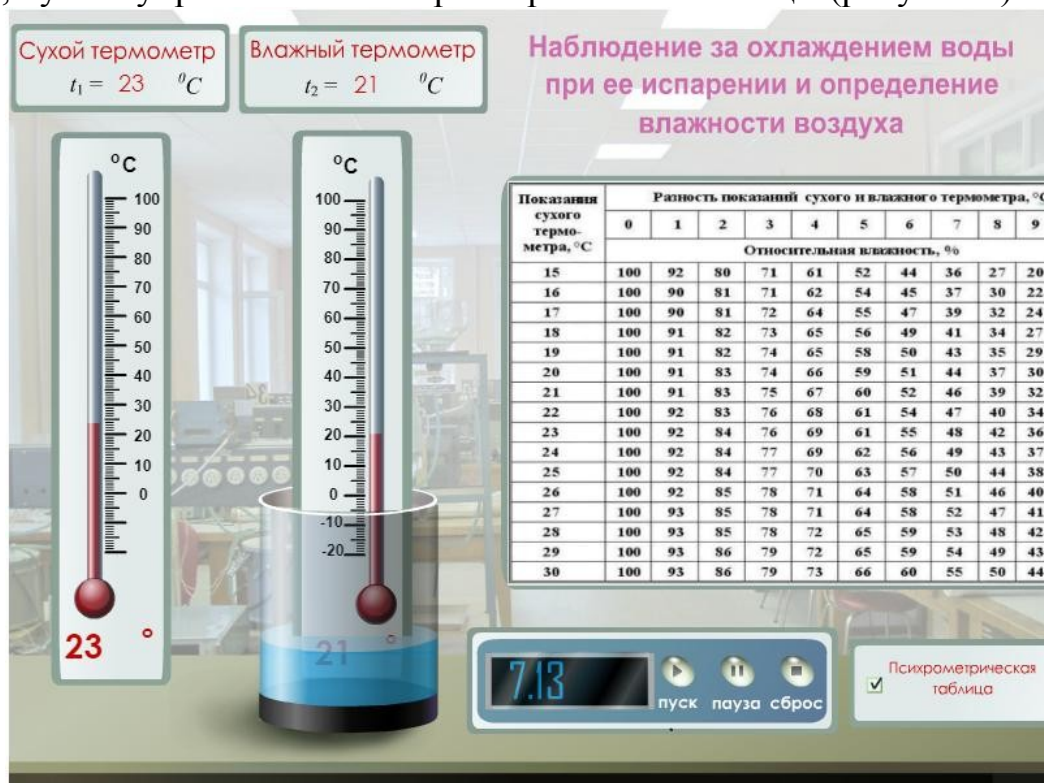 Сухой термометр
t₁ = 23 ⁰C
Влажный термометр
t₂ = 21 ⁰C
Наблюдение за охлаждением воды
при ее испарении и определение
влажности воздуха
⁰C
100
90
80
70
60
50
40
30
20
10
0
23 °
⁰C
100
90
80
70
60
50
40
30
20
10
0
-10
-20
21 °
Показания сухого термо-метра, °C
Разность показаний сухого и влажного термометра, °C
0 1 2 3 4 5 6 7 8 9
Относительная влажность, %
15 100 92 80 71 61 52 44 36 27 20
16 100 90 81 71 62 54 45 37 30 22
17 100 90 81 72 64 55 47 39 32 24
18 100 91 82 73 65 56 49 41 34 27
19 100 91 82 74 65 58 50 43 35 29
20 100 91 83 74 66 59 51 44 37 30
21 100 91 83 75 67 60 52 46 39 32
22 100 92 83 76 68 61 54 47 40 34
23 100 92 84 76 69 61 55 48 42 36
24 100 92 84 77 69 62 56 49 43 37
25 100 92 84 77 70 63 57 50 44 38
26 100 92 85 78 71 64 58 51 46 40
27 100 93 85 78 71 64 58 52 47 41
28 100 93 85 78 72 65 59 53 48 42
29 100 93 86 79 72 65 59 54 49 43
30 100 93 86 79 73 66 60 55 50 44
7.13
пуск пауза сброс
Психрометрическая
таблица